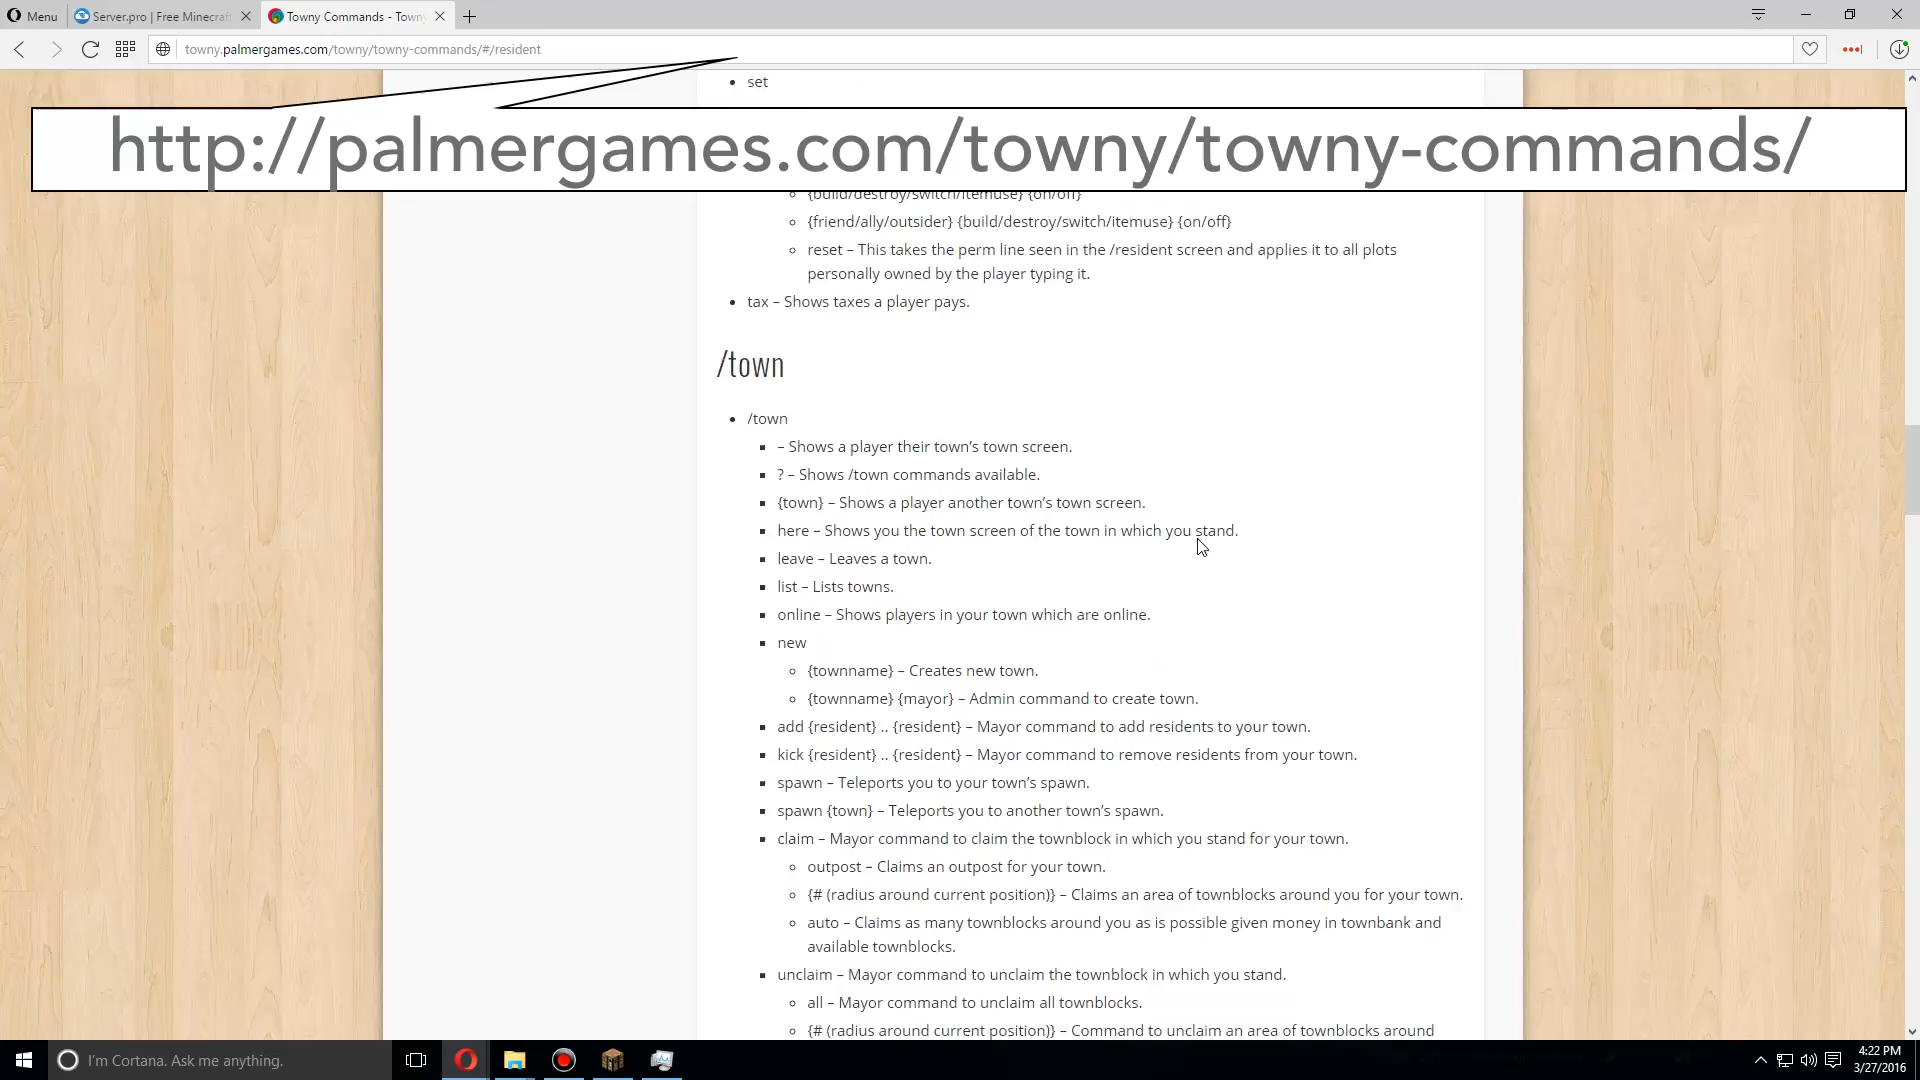 Menu
Server.pro | Free Minecraft
Towny Commands - Towny
towny.palmergames.com/towny/towny-commands/#/resident
• set
http://palmergames.com/towny/towny-commands/
{build/destroy/switch/itemuse} {on/off}
{friend/ally/outsider} {build/destroy/switch/itemuse} {on/off}
reset – This takes the perm line seen in the /resident screen and applies it to all plots
personally owned by the player typing it.
• tax – Shows taxes a player pays.
/town
• /town
– Shows a player their town’s town screen.
? – Shows /town commands available.
{town} – Shows a player another town’s town screen.
here – Shows you the town screen of the town in which you stand.
leave – Leaves a town.
list – Lists towns.
online – Shows players in your town which are online.
new
{townname} – Creates new town.
{townname} {mayor} – Admin command to create town.
add {resident} .. {resident} – Mayor command to add residents to your town.
kick {resident} .. {resident} – Mayor command to remove residents from your town.
spawn – Teleports you to your town’s spawn.
spawn {town} – Teleports you to another town’s spawn.
claim – Mayor command to claim the townblock in which you stand for your town.
outpost – Claims an outpost for your town.
{# (radius around current position)} – Claims an area of townblocks around you for your town.
auto – Claims as many townblocks around you as is possible given money in townbank and
available townblocks.
unclaim – Mayor command to unclaim the townblock in which you stand.
all – Mayor command to unclaim all townblocks.
{# (radius around current position)} – Command to unclaim an area of townblocks around
I'm Cortana. Ask me anything.
4:22 PM
3/27/2016